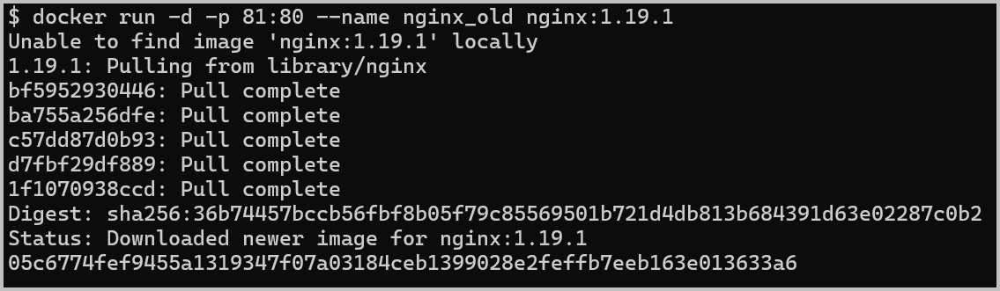 $ docker run -d -p 81:80 --name nginx_old nginx:1.19.1
Unable to find image 'nginx:1.19.1' locally
1.19.1: Pulling from library/nginx
bf5952930446: Pull complete
ba755a256dfe: Pull complete
c57dd87d0b93: Pull complete
d7fbf29df889: Pull complete
1f1070938ccd: Pull complete
Digest: sha256:36b74457bccb56fbf8b05f79c85569501b721d4db813b684391d63e02287c0b2
Status: Downloaded newer image for nginx:1.19.1
05c6774fef9455a1319347f07a03184ceb1399028e2feffb7eeb163e013633a6